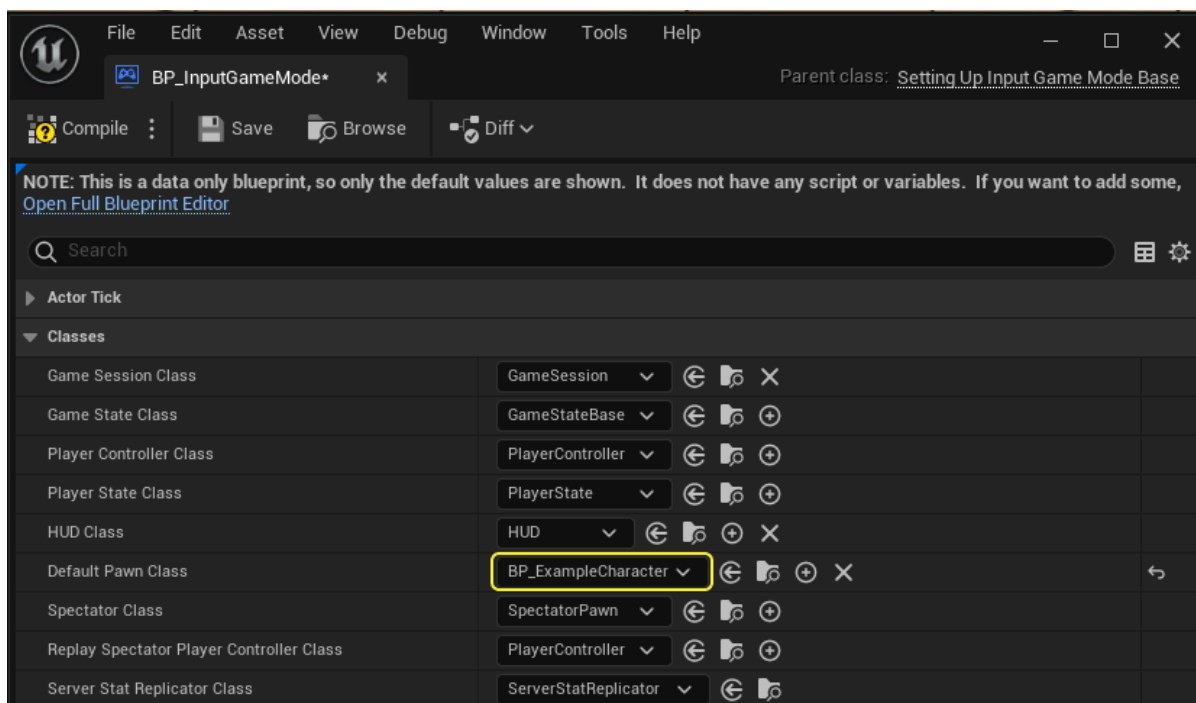 File Edit Asset View Debug Window Tools Help
BP_InputGameMode*
Parent class: Setting Up Input Game Mode Base
Compile Save Browse Diff
NOTE: This is a data only blueprint, so only the default values are shown. It does not have any script or variables. If you want to add some,
Open Full Blueprint Editor
Search
Actor Tick
Classes
Game Session Class GameSession
Game State Class GameStateBase
Player Controller Class PlayerController
Player State Class PlayerState
HUD Class HUD
Default Pawn Class BP_ExampleCharacter
Spectator Class SpectatorPawn
Replay Spectator Player Controller Class PlayerController
Server Stat Replicator Class ServerStatReplicator